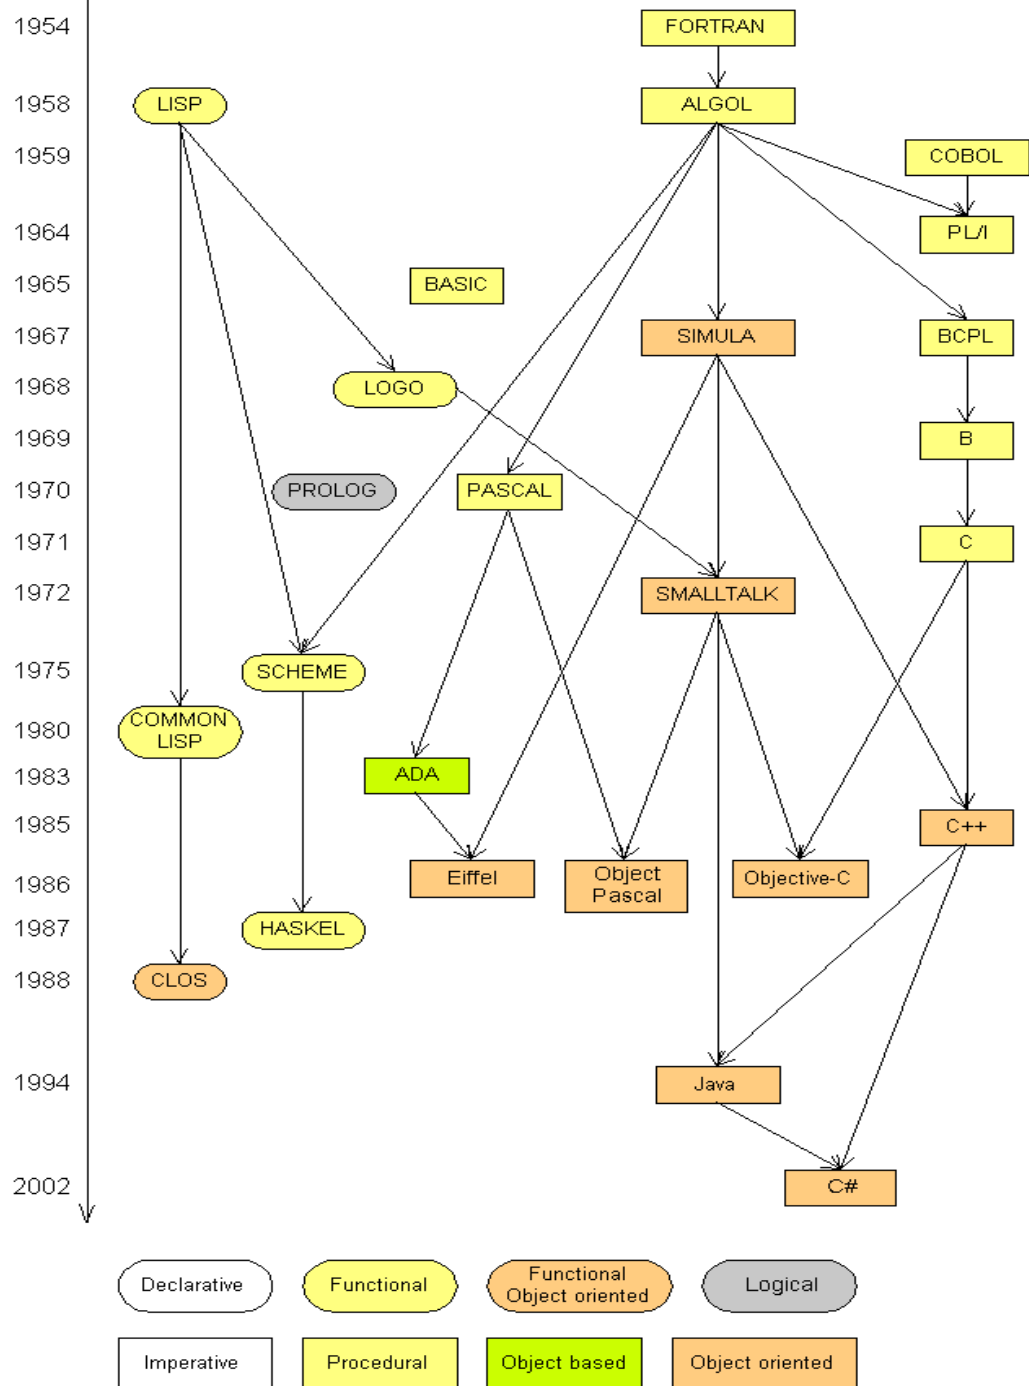 1954
FORTRAN
1958
LISP
ALGOL
1959
COBOL
1964
PL/I
1965
BASIC
1967
SIMULA
BCPL
1968
LOGO
1969
B
1970
PROLOG
PASCAL
1971
C
1972
SMALLTALK
1975
SCHEME
1980
COMMON
LISP
1983
ADA
1985
C++
1986
Eiffel
Object
Pascal
Objective-C
1987
HASKEL
1988
CLOS
1994
Java
2002
C#
Declarative
Functional
Functional
Object oriented
Logical
Imperative
Procedural
Object based
Object oriented